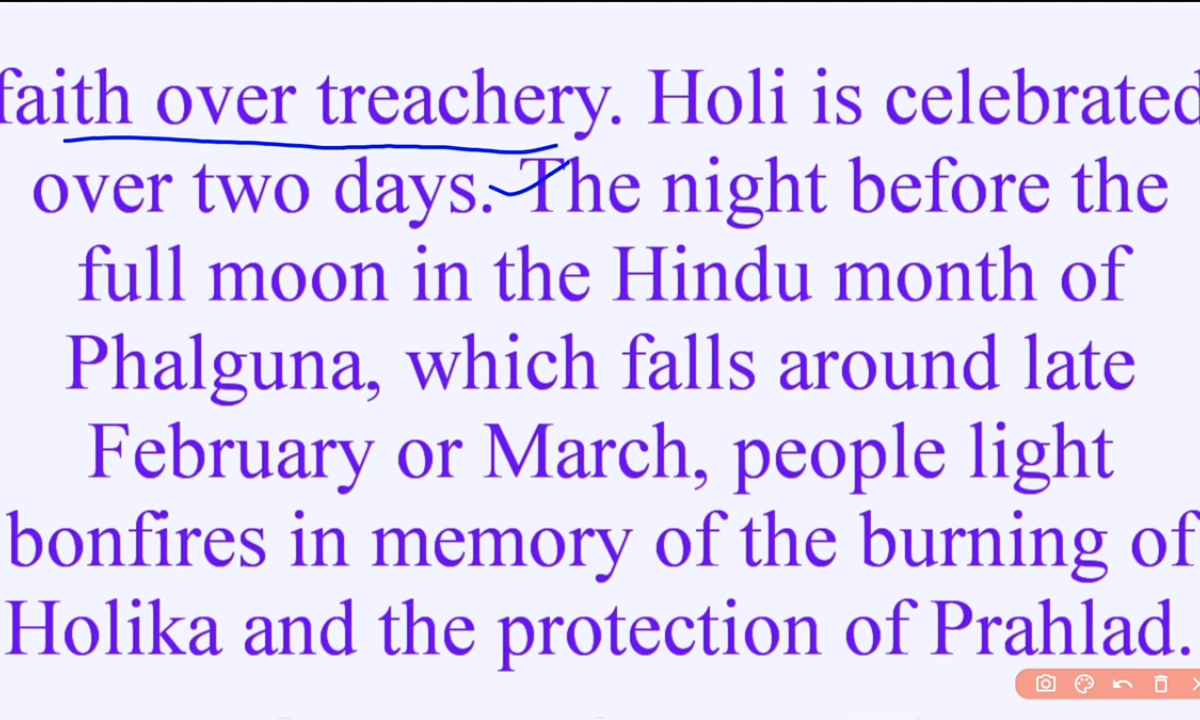 faith over treachery. Holi is celebrated
over two days. The night before the
full moon in the Hindu month of
Phalguna, which falls around late
February or March, people light
bonfires in memory of the burning of
Holika and the protection of Prahlad.